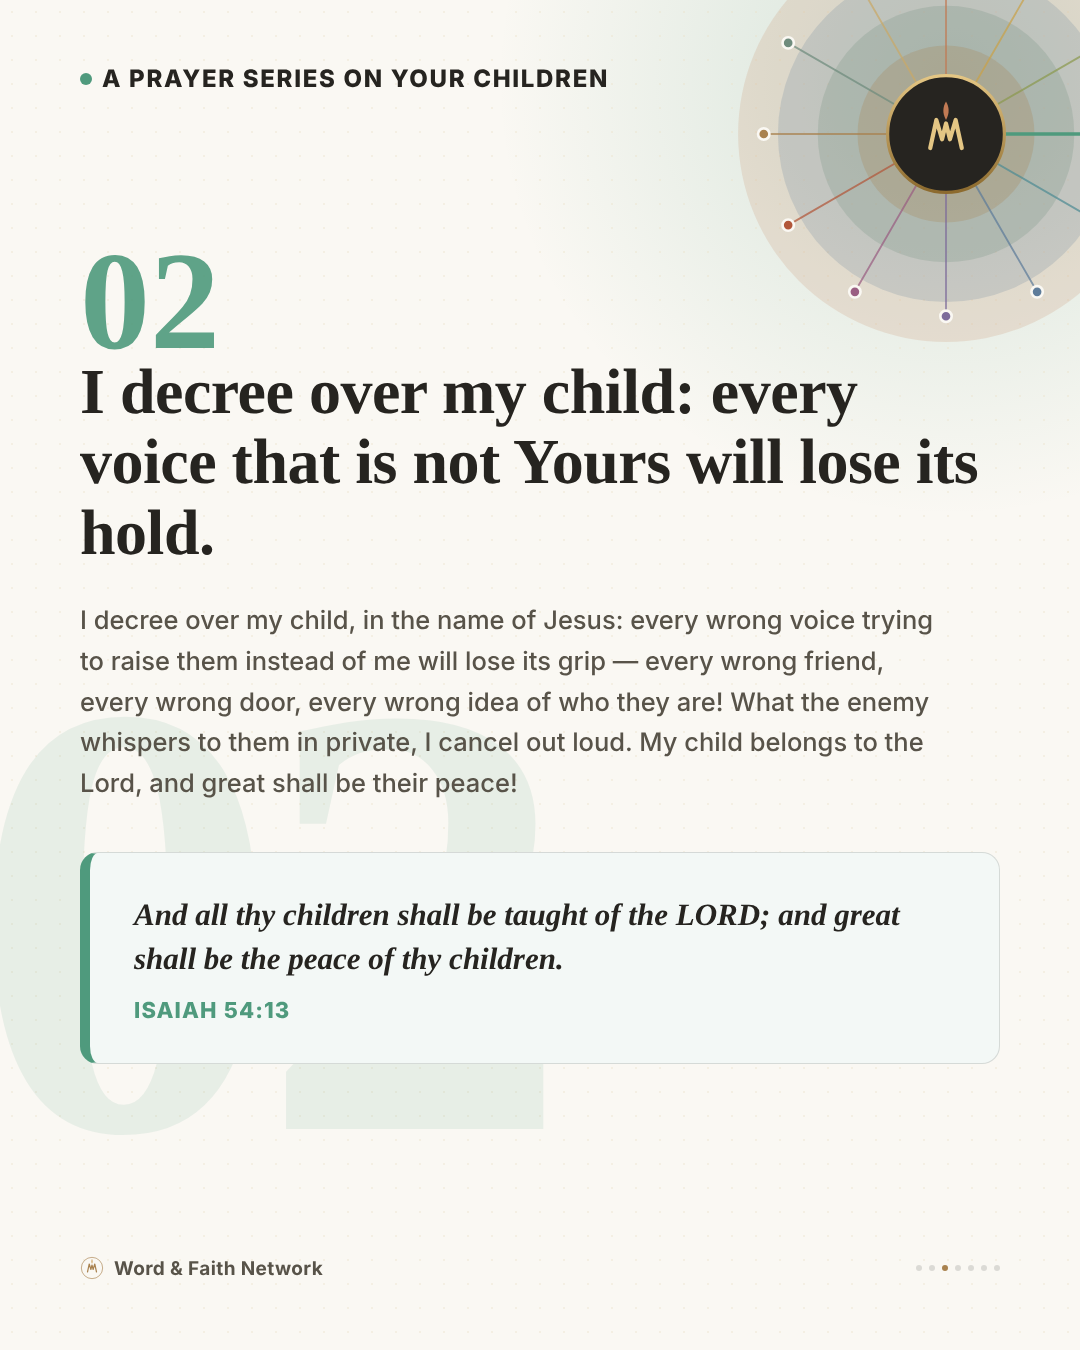 A PRAYER SERIES ON YOUR CHILDREN
02
I decree over my child: every
voice that is not Yours will lose its
hold.
I decree over my child, in the name of Jesus: every wrong voice trying
to raise them instead of me will lose its grip — every wrong friend,
every wrong door, every wrong idea of who they are! What the enemy
whispers to them in private, I cancel out loud. My child belongs to the
Lord, and great shall be their peace!
02
And all thy children shall be taught of the LORD; and great
shall be the peace of thy children.
ISAIAH 54:13
Word & Faith Network